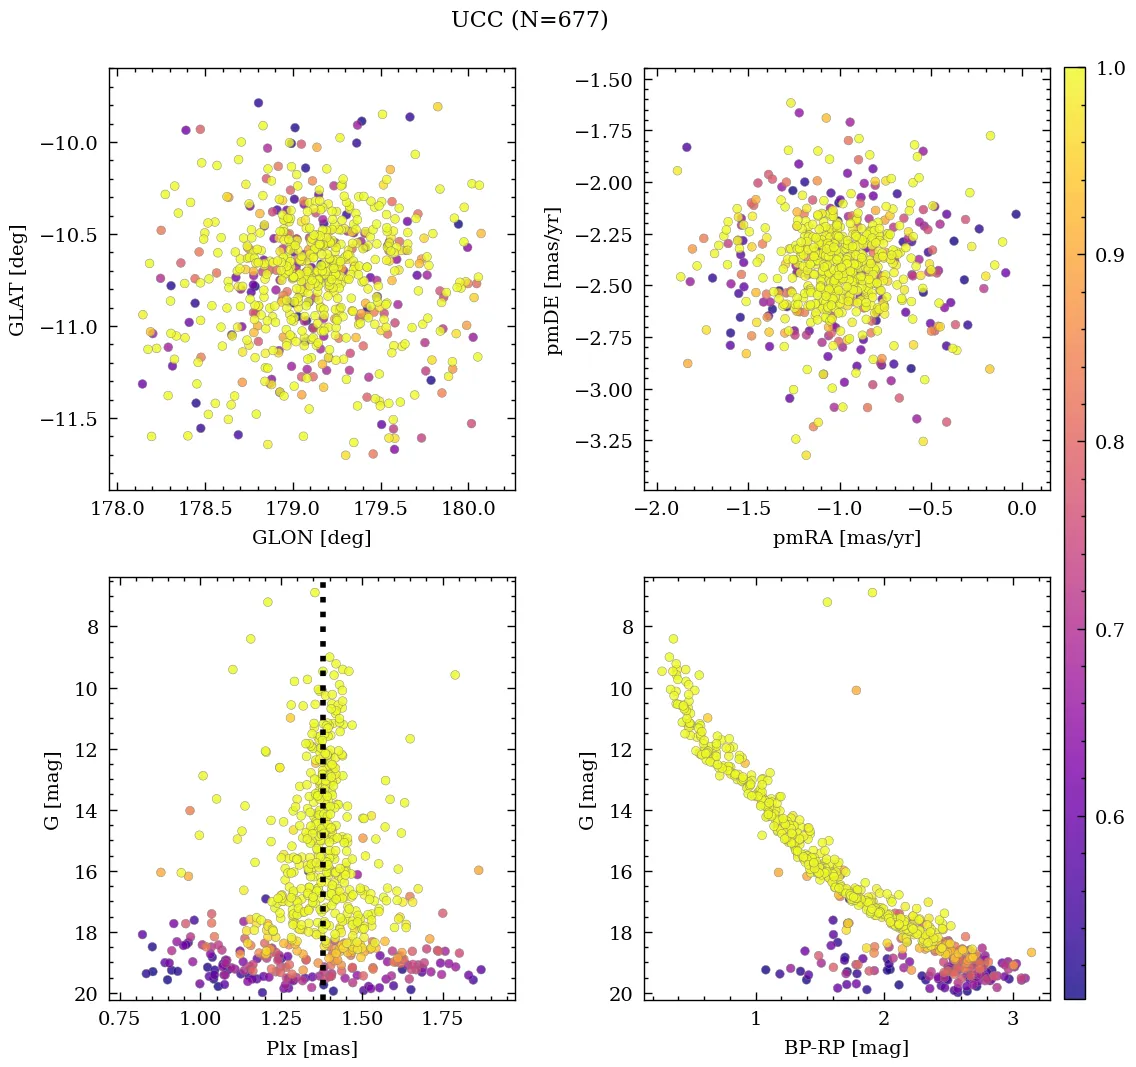 UCC (N=677)
−10.0
−10.5
−11.0
−11.5
GLAT [deg]
178.0 178.5 179.0 179.5 180.0
GLON [deg]
−1.50
−1.75
−2.00
−2.25
−2.50
−2.75
−3.00
−3.25
pmDE [mas/yr]
−2.0 −1.5 −1.0 −0.5 0.0
pmRA [mas/yr]
8
10
12
14
16
18
20
G [mag]
0.75 1.00 1.25 1.50 1.75
Plx [mas]
8
10
12
14
16
18
20
G [mag]
1 2 3
BP-RP [mag]
1.0
0.9
0.8
0.7
0.6